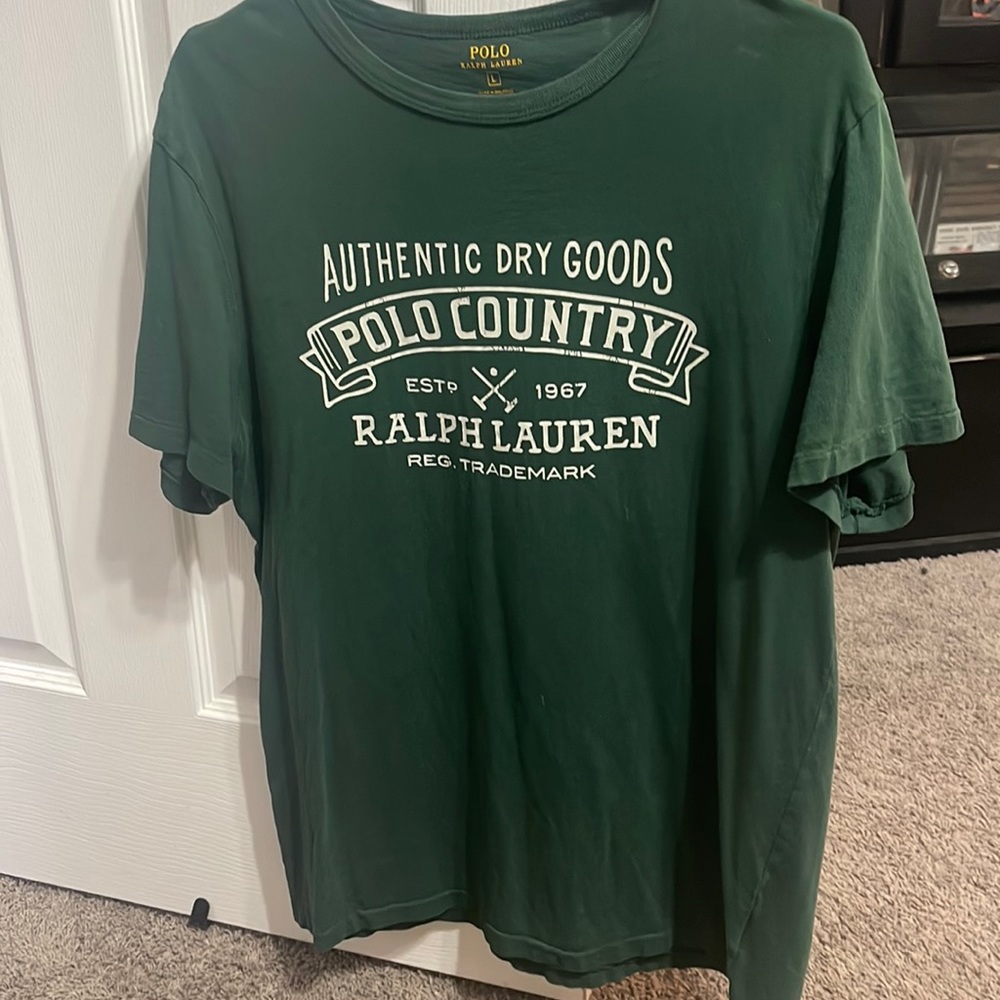 POLO
RALPH LAUREN
L
AUTHENTIC DRY GOODS
POLO COUNTRY
ESTD 1967
RALPH LAUREN
REG. TRADEMARK